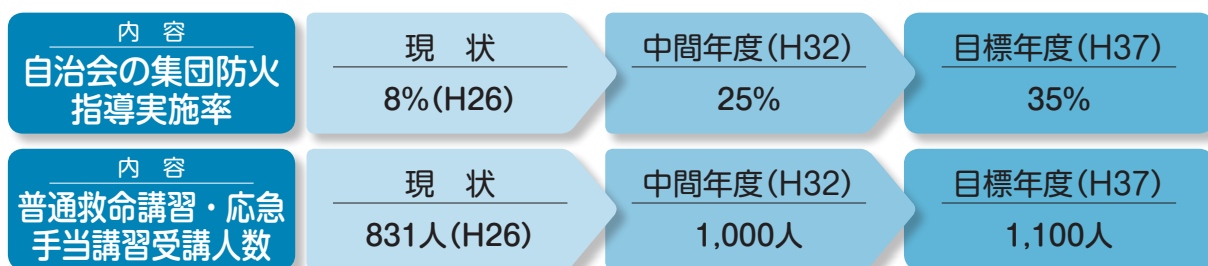 内 容
自治会の集団防火
指導実施率
現 状
8%(H26)
中間年度(H32)
25%
目標年度(H37)
35%
内 容
普通救命講習・応急
手当講習受講人数
現 状
831人(H26)
中間年度(H32)
1,000人
目標年度(H37)
1,100人